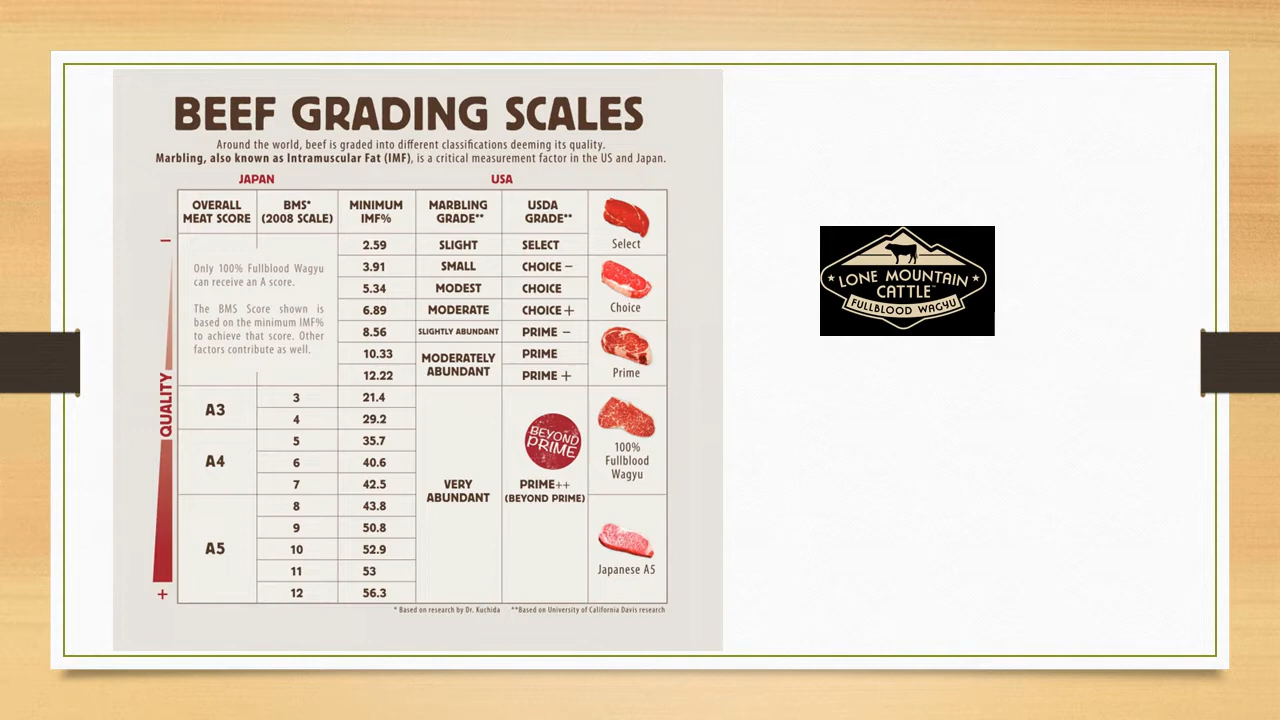 BEEF GRADING SCALES
Around the world, beef is graded into different classifications deeming its quality.
Marbling, also known as Intramuscular Fat (IMF), is a critical measurement factor in the US and Japan.
JAPAN USA
OVERALL MEAT SCORE
BMS* (2008 SCALE)
MINIMUM IMF%
MARBLING GRADE**
USDA GRADE**
2.59 SLIGHT SELECT
Select
3.91 SMALL CHOICE −
5.34 MODEST CHOICE
6.89 MODERATE CHOICE +
Choice
8.56 SLIGHTLY ABUNDANT PRIME −
10.33 PRIME
MODERATELY
ABUNDANT
12.22 PRIME +
Prime
Only 100% Fullblood Wagyu
can receive an A score.
The BMS Score shown is
based on the minimum IMF%
to achieve that score. Other
factors contribute as well.
−
QUALITY
+
A3
3 21.4
4 29.2
A4
5 35.7
6 40.6
7 42.5
A5
8 43.8
9 50.8
10 52.9
11 53
12 56.3
VERY
ABUNDANT
BEYOND
PRIME
PRIME++
(BEYOND PRIME)
100%
Fullblood
Wagyu
Japanese A5
* Based on research by Dr. Kuchida **Based on University of California Davis research
LONE MOUNTAIN
CATTLE™
FULLBLOOD WAGYU